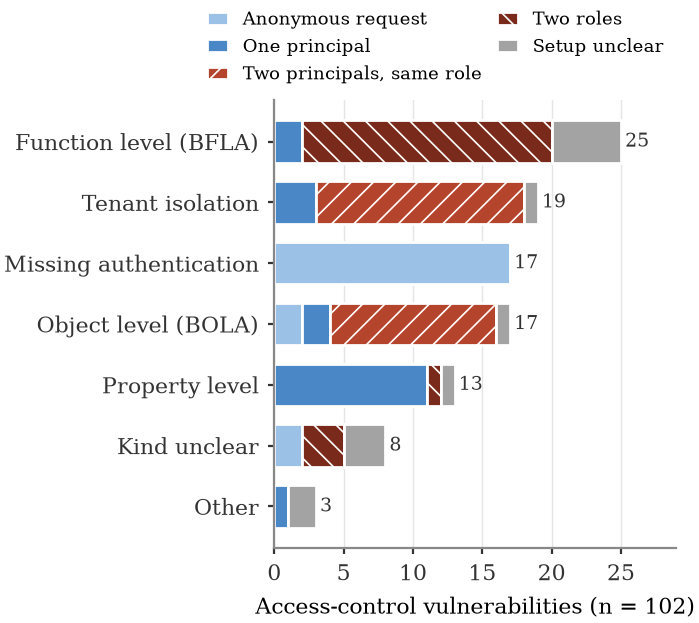 Anonymous request
One principal
Two principals, same role
Two roles
Setup unclear
Function level (BFLA) 25
Tenant isolation 19
Missing authentication 17
Object level (BOLA) 17
Property level 13
Kind unclear 8
Other 3
0 5 10 15 20 25
Access-control vulnerabilities (n = 102)